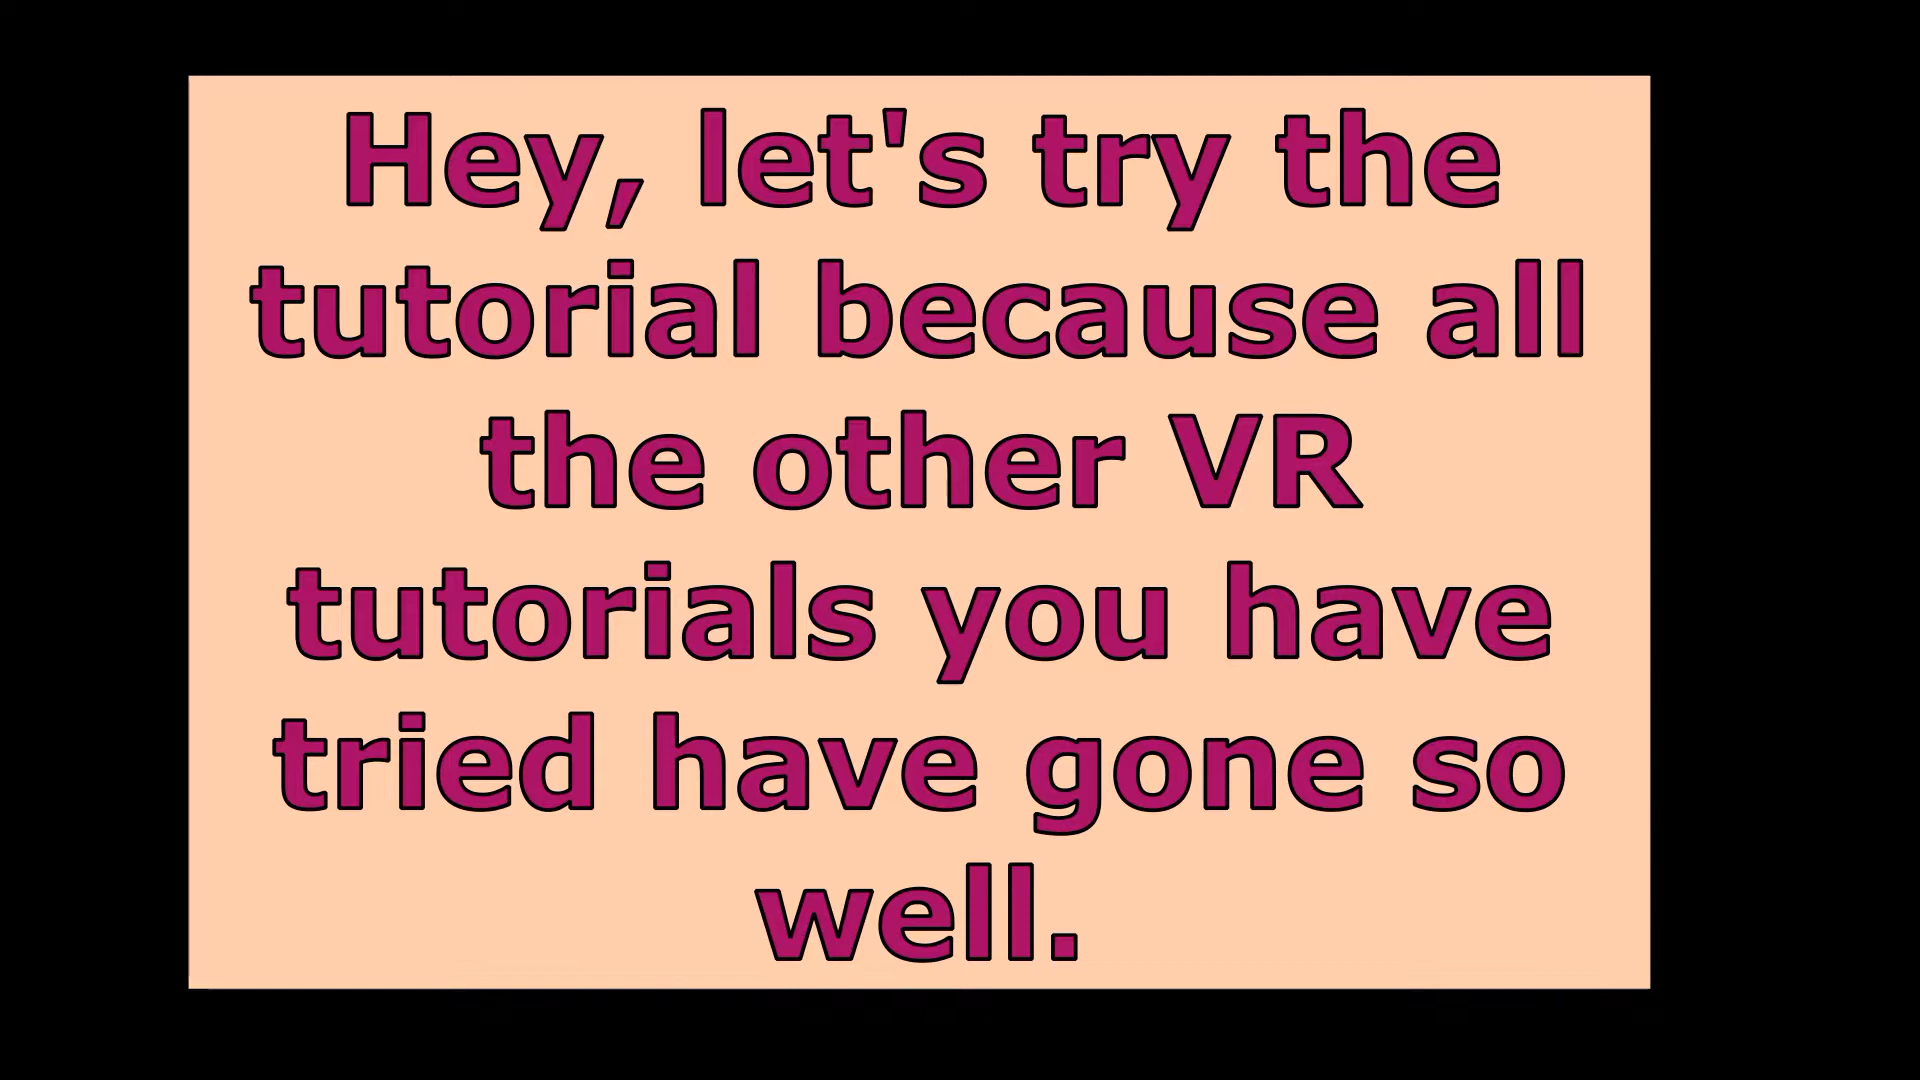 Hey, let's try the
tutorial because all
the other VR
tutorials you have
tried have gone so
well.